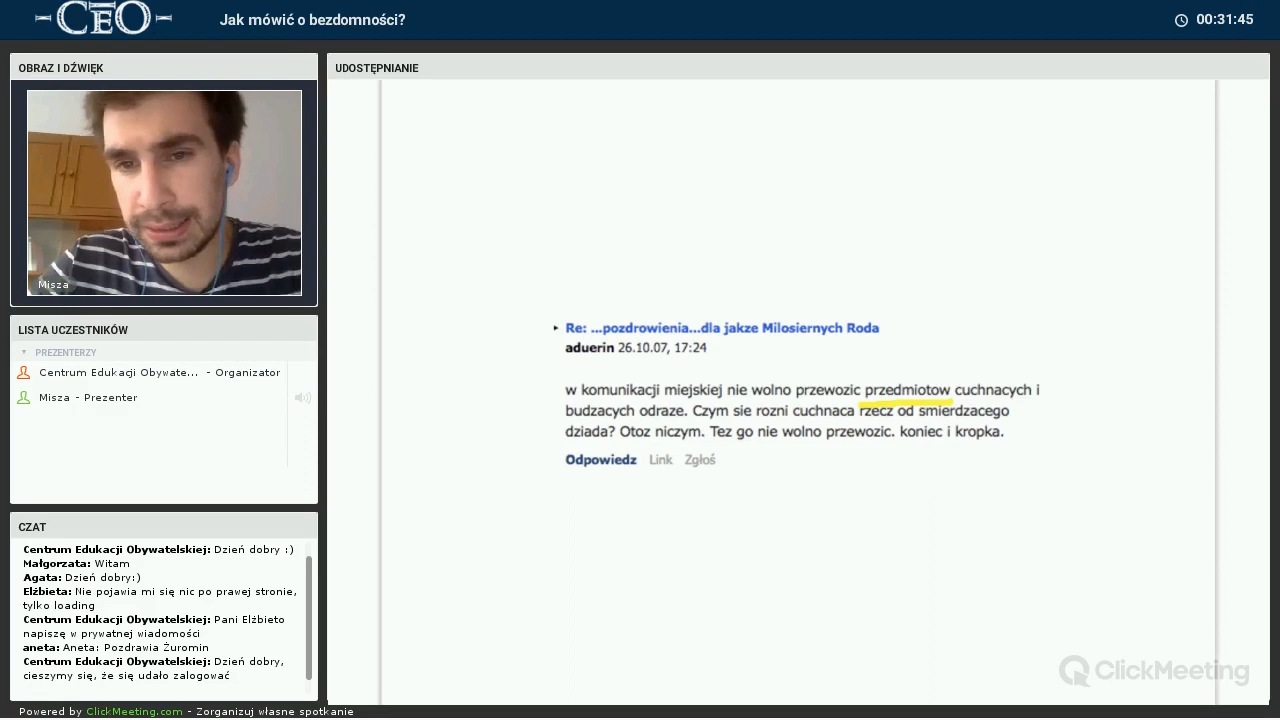 CEO
Jak mówić o bezdomności?
00:31:45
OBRAZ I DŹWIĘK
Misza
LISTA UCZESTNIKÓW
PREZENTERZY
Centrum Edukacji Obywate... - Organizator
Misza - Prezenter
CZAT
Centrum Edukacji Obywatelskiej: Dzień dobry :)
Małgorzata: Witam
Agata: Dzień dobry:)
Elżbieta: Nie pojawia mi się nic po prawej stronie,
tylko loading
Centrum Edukacji Obywatelskiej: Pani Elżbieto
napiszę w prywatnej wiadomości
aneta: Aneta: Pozdrawia Żuromin
Centrum Edukacji Obywatelskiej: Dzień dobry,
cieszymy się, że się udało zalogować
UDOSTĘPNIANIE
Re: ...pozdrowienia...dla jakze Milosiernych Roda
aduerin 26.10.07, 17:24
w komunikacji miejskiej nie wolno przewozic przedmiotow cuchnacych i
budzacych odraze. Czym sie rozni cuchnaca rzecz od smierdzacego
dziada? Otoz niczym. Tez go nie wolno przewozic. koniec i kropka.
Odpowiedz Link Zgłoś
ClickMeeting
Powered by ClickMeeting.com - Zorganizuj własne spotkanie